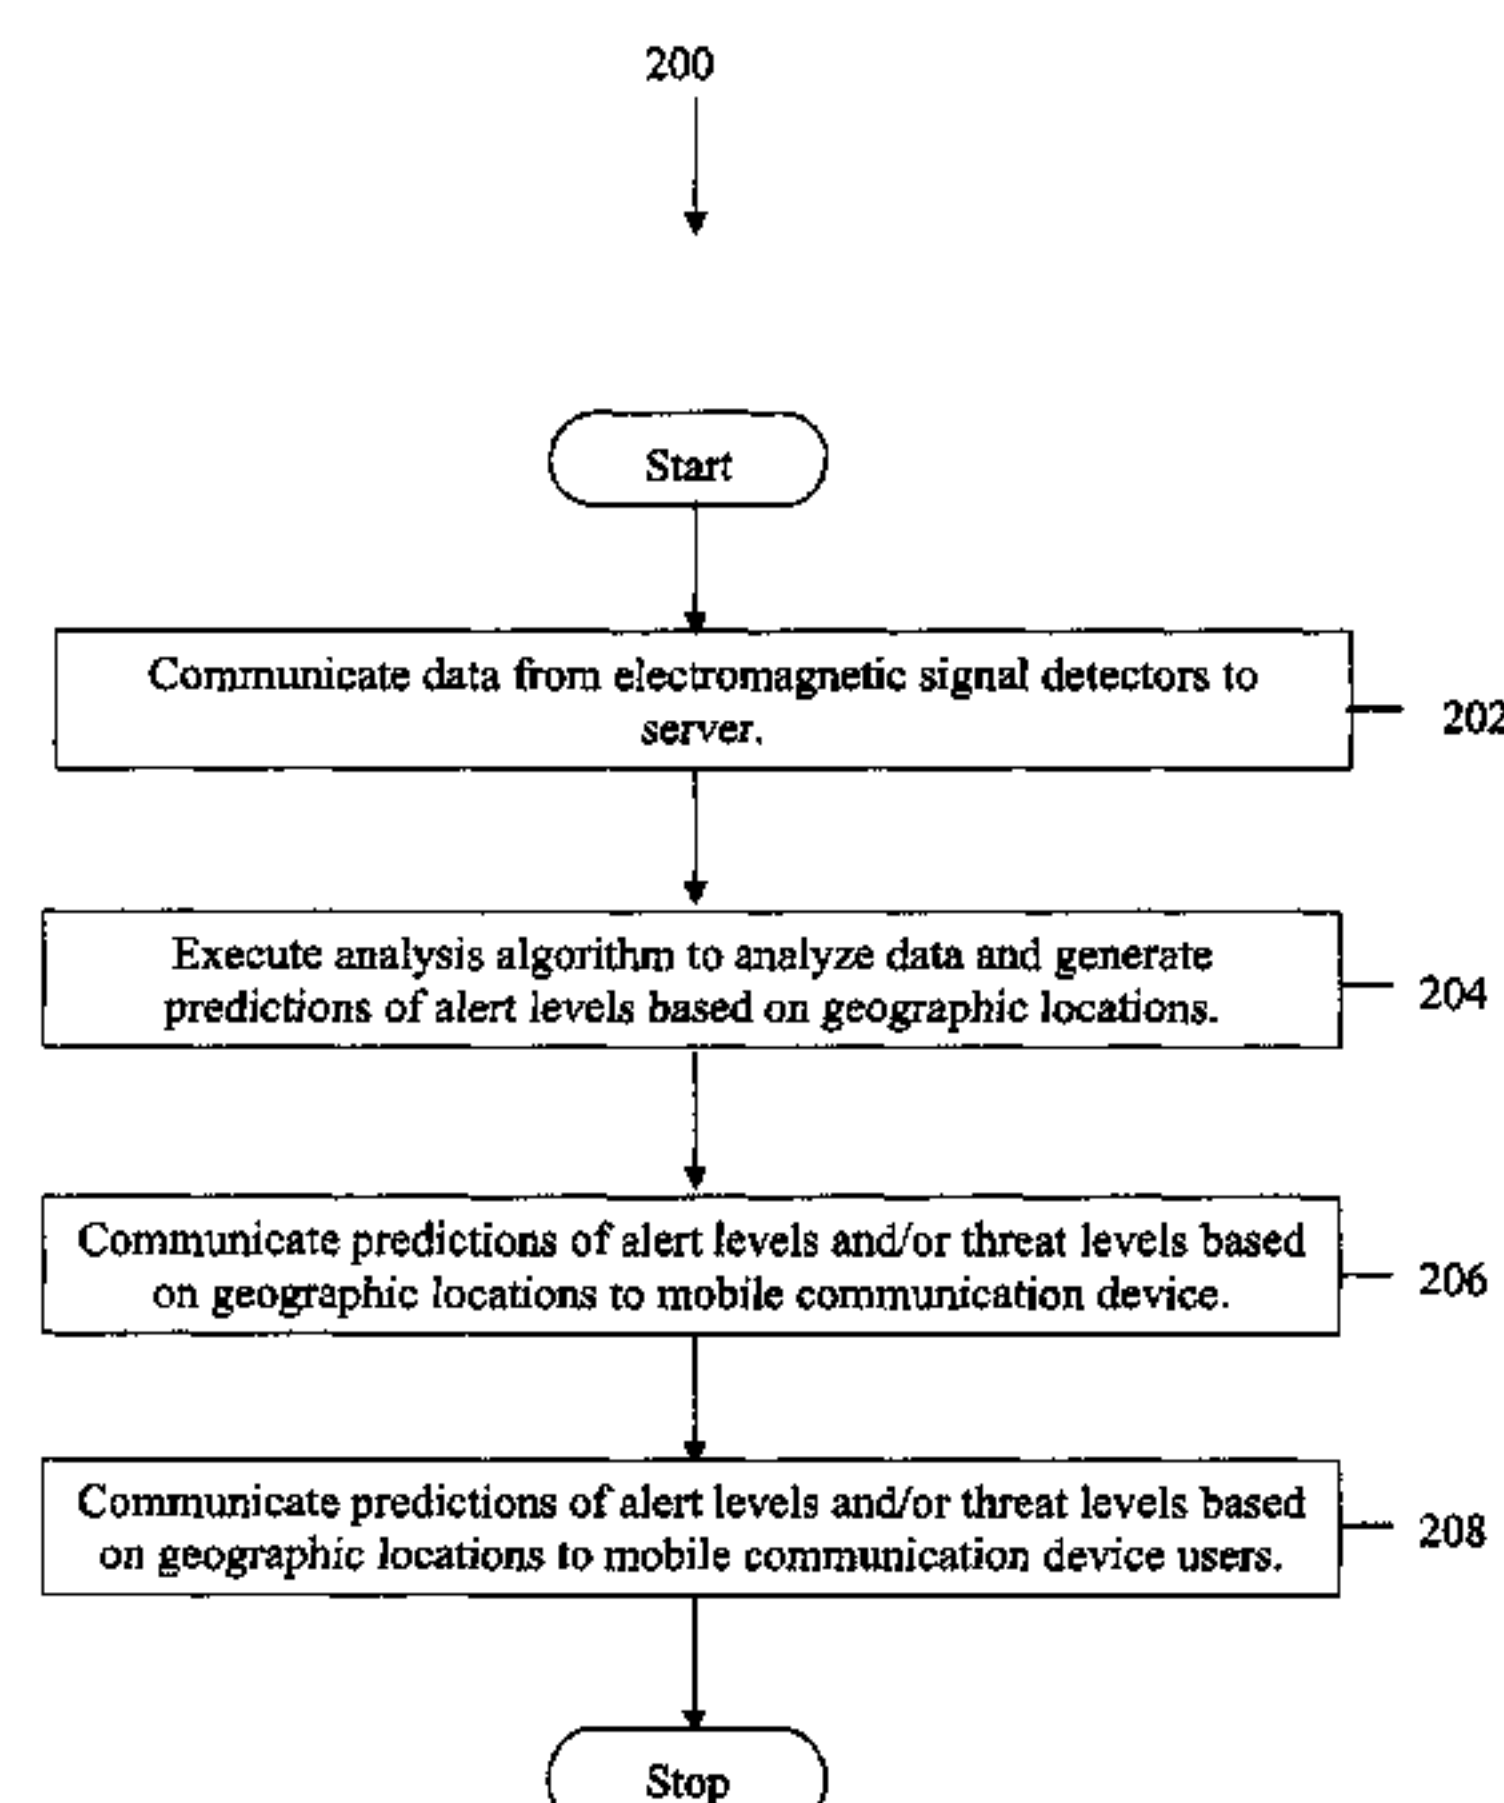 200
Start
Communicate data from electromagnetic signal detectors to
server.
202
Execute analysis algorithm to analyze data and generate
predictions of alert levels based on geographic locations.
204
Communicate predictions of alert levels and/or threat levels based
on geographic locations to mobile communication device.
206
Communicate predictions of alert levels and/or threat levels based
on geographic locations to mobile communication device users.
208
Stop